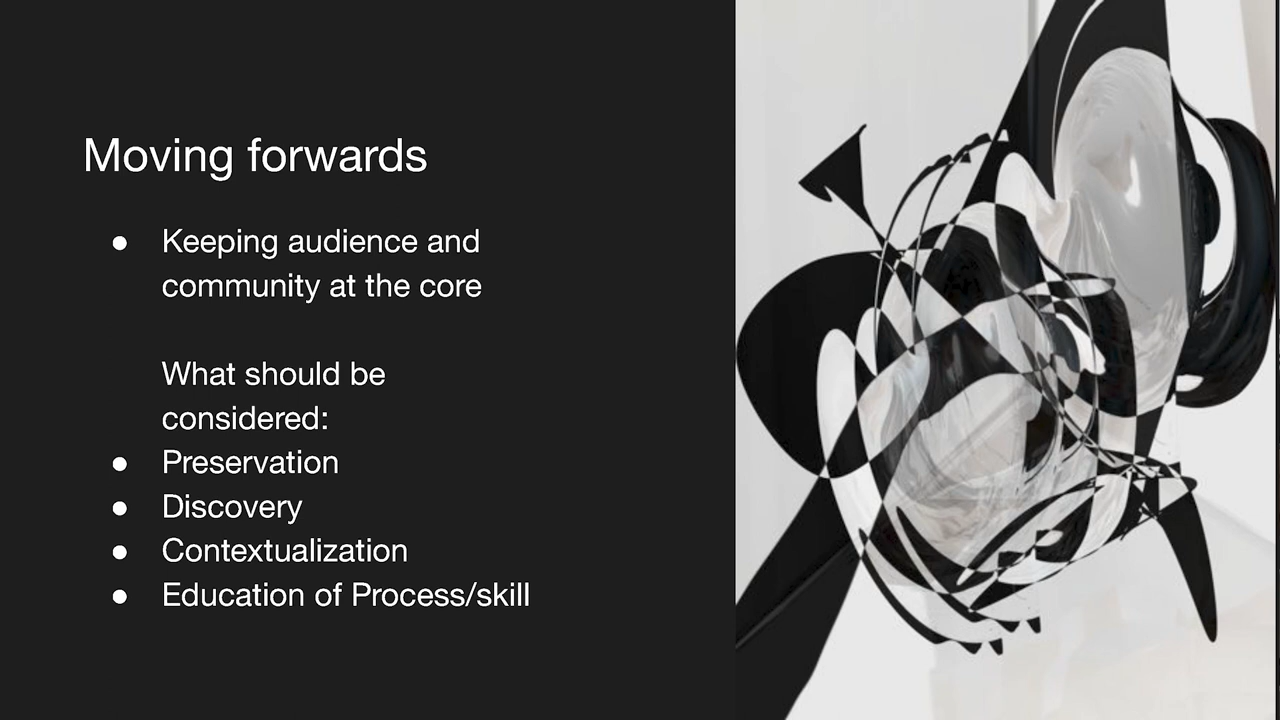 Moving forwards
● Keeping audience and
community at the core
What should be
considered:
● Preservation
● Discovery
● Contextualization
● Education of Process/skill